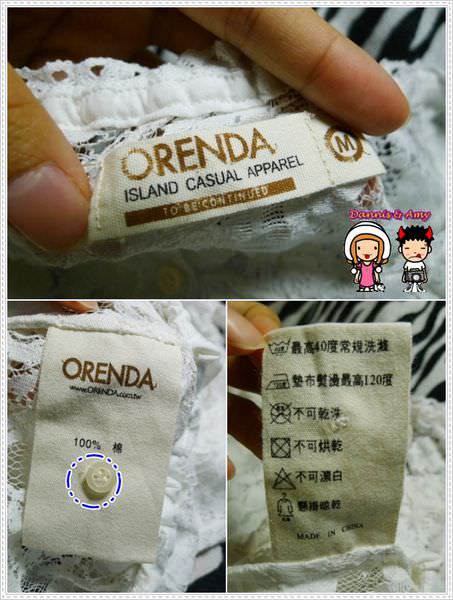 ORENDA
ISLAND CASUAL APPAREL
TO BE CONTINUED
M
Dannis & Amy
ORENDA
www.ORENDA.com.tw
100% 棉
最高40度常規洗滌
墊布熨燙最高120度
不可乾洗
不可烘乾
不可漂白
懸掛晾乾
MADE IN CHINA